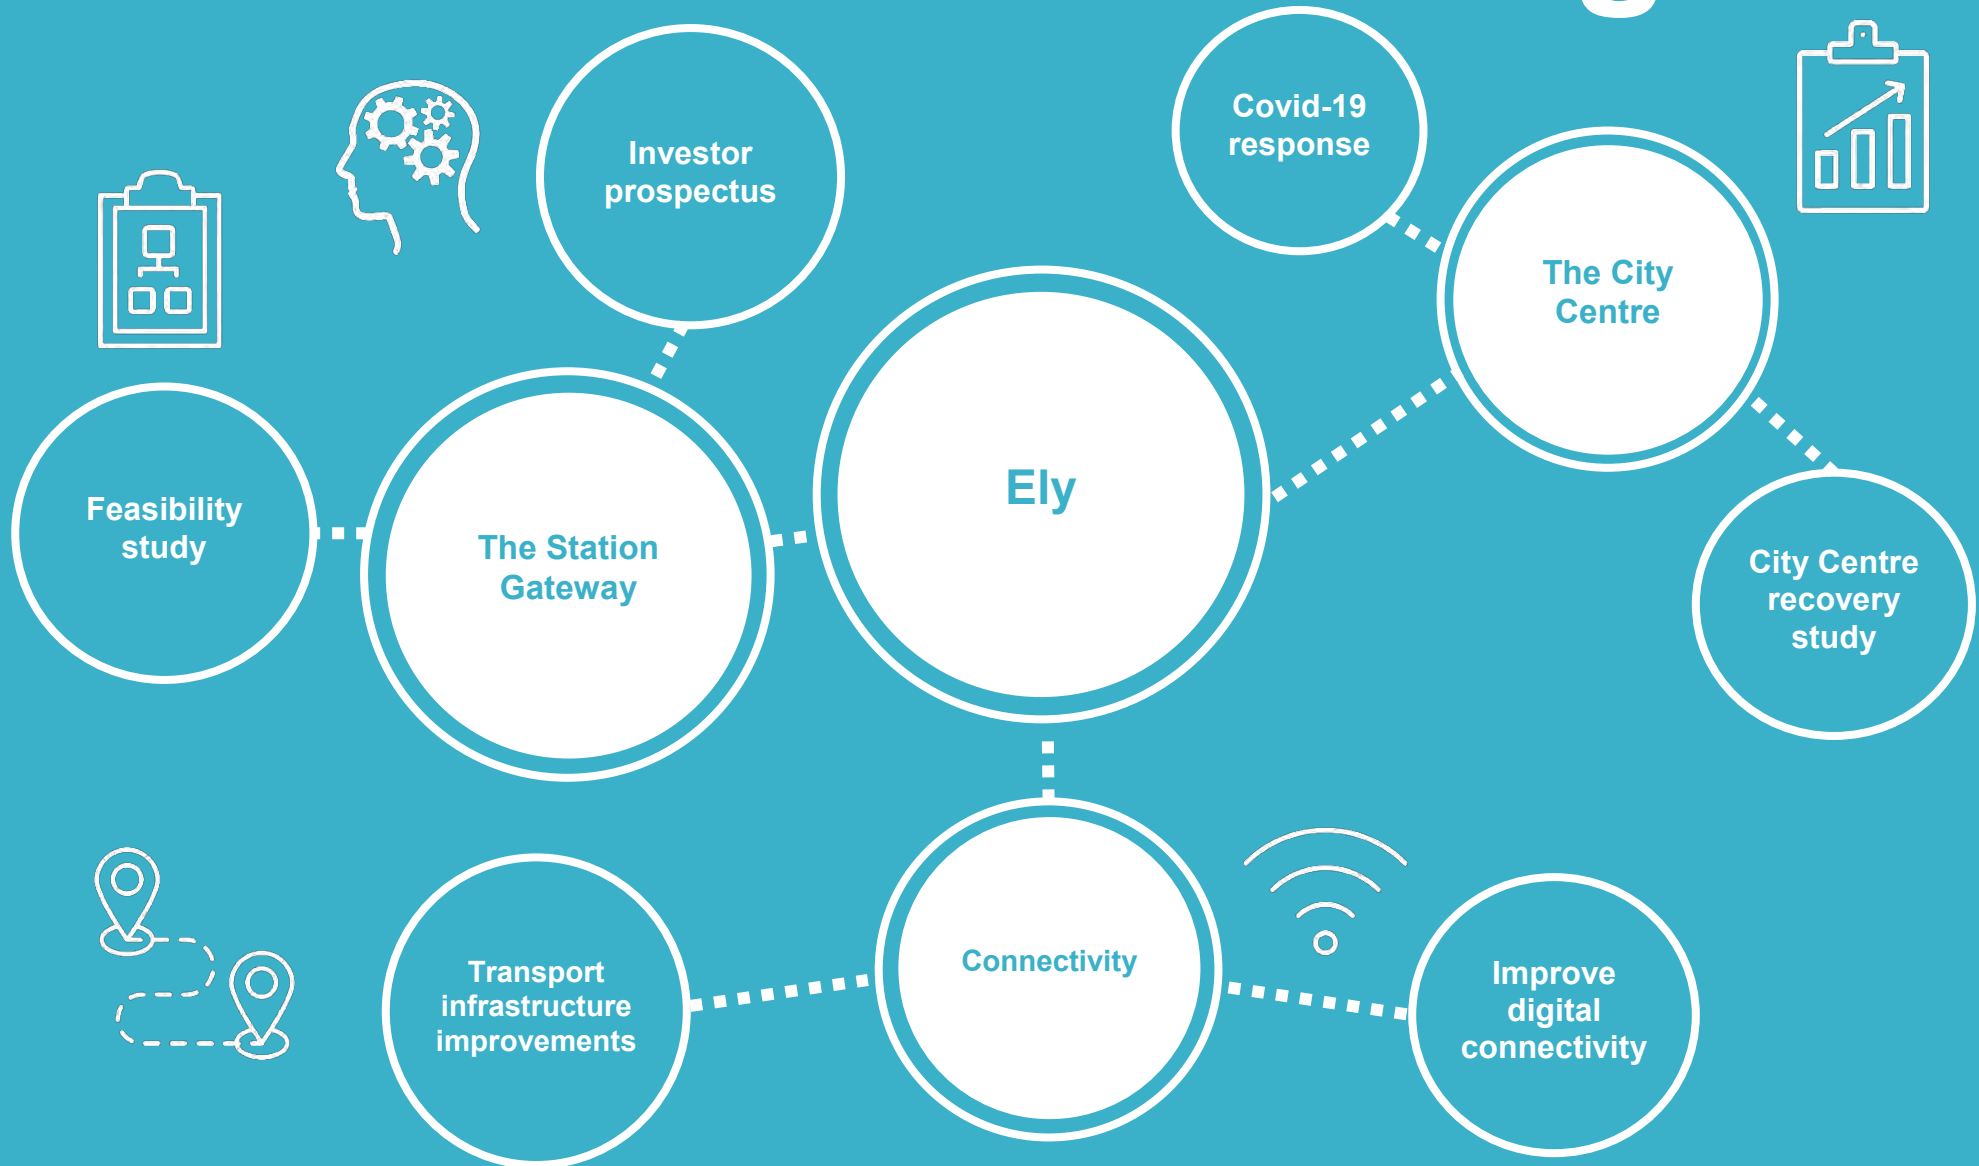 Covid-19
response
Investor
prospectus
The City
Centre
Ely
Feasibility
study
The Station
Gateway
City Centre
recovery
study
Connectivity
Transport
infrastructure
improvements
Improve
digital
connectivity